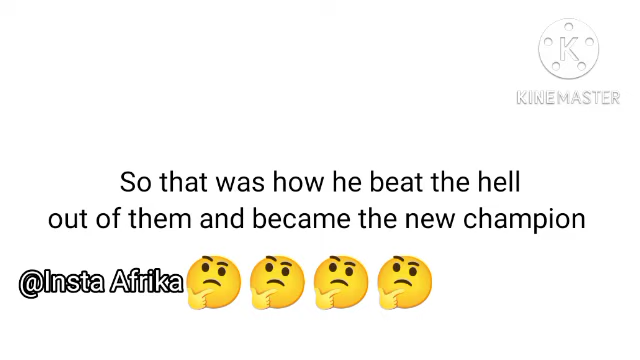 KINEMASTER
So that was how he beat the hell
out of them and became the new champion
@Insta Afrika🤔🤔🤔🤔